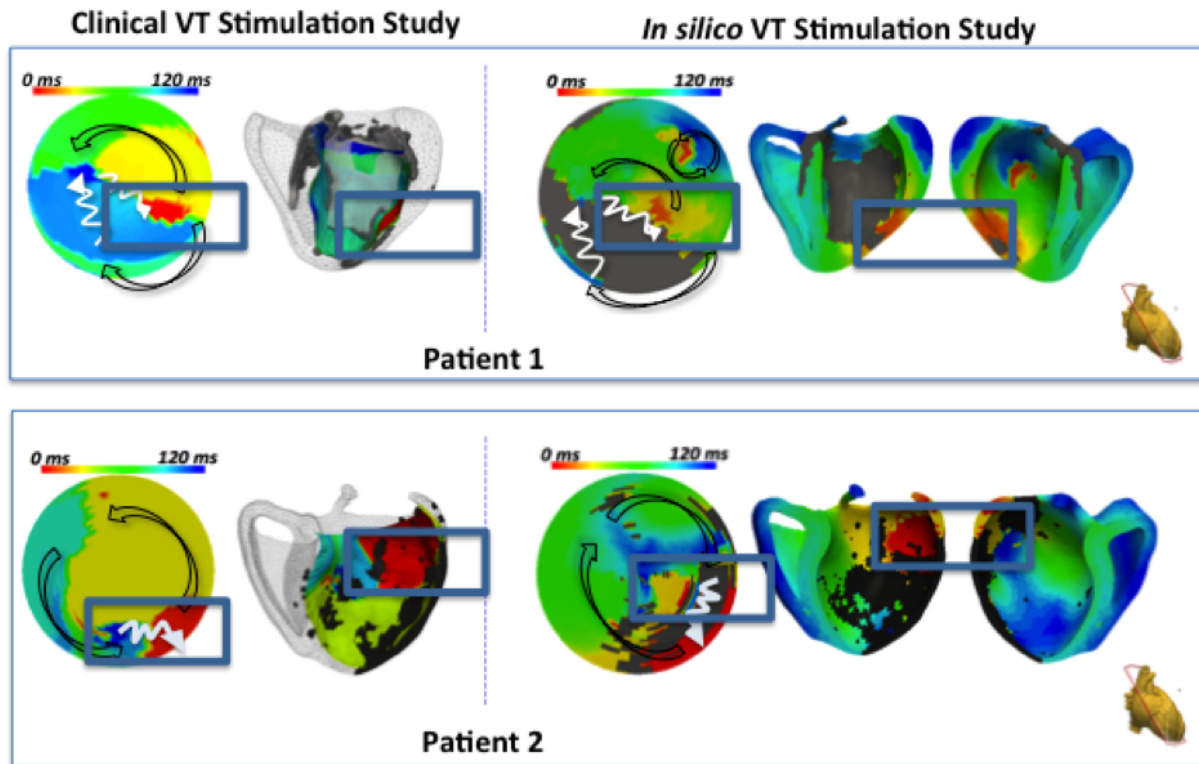 Clinical VT Stimulation Study
In silico VT Stimulation Study
0 ms 120 ms
0 ms 120 ms
Patient 1
0 ms 120 ms
0 ms 120 ms
Patient 2